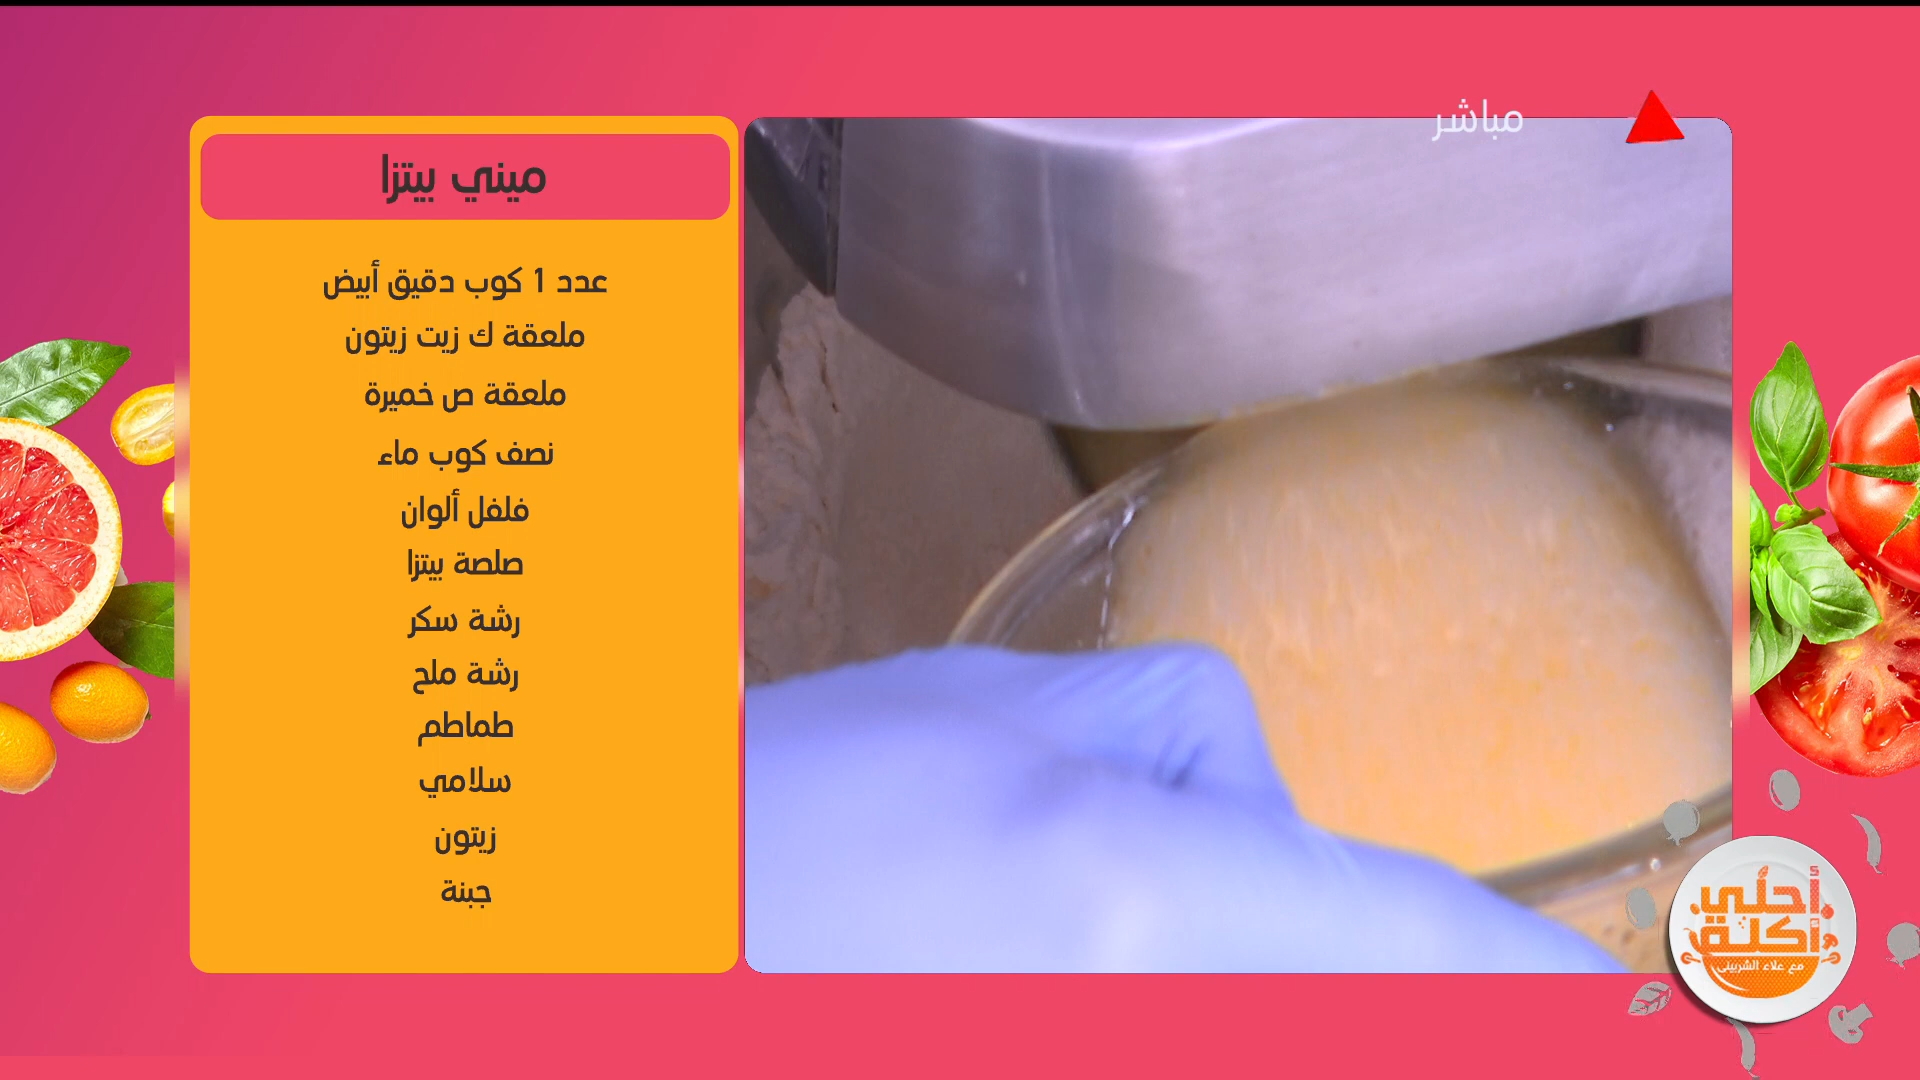 مباشر
ميني بيتزا
عدد 1 كوب دقيق أبيض
ملعقة ك زيت زيتون
ملعقة ص خميرة
نصف كوب ماء
فلفل ألوان
صلصة بيتزا
رشة سكر
رشة ملح
طماطم
سلامي
زيتون
جبنة
أحلى
أكلة
مع علاء الشربيني